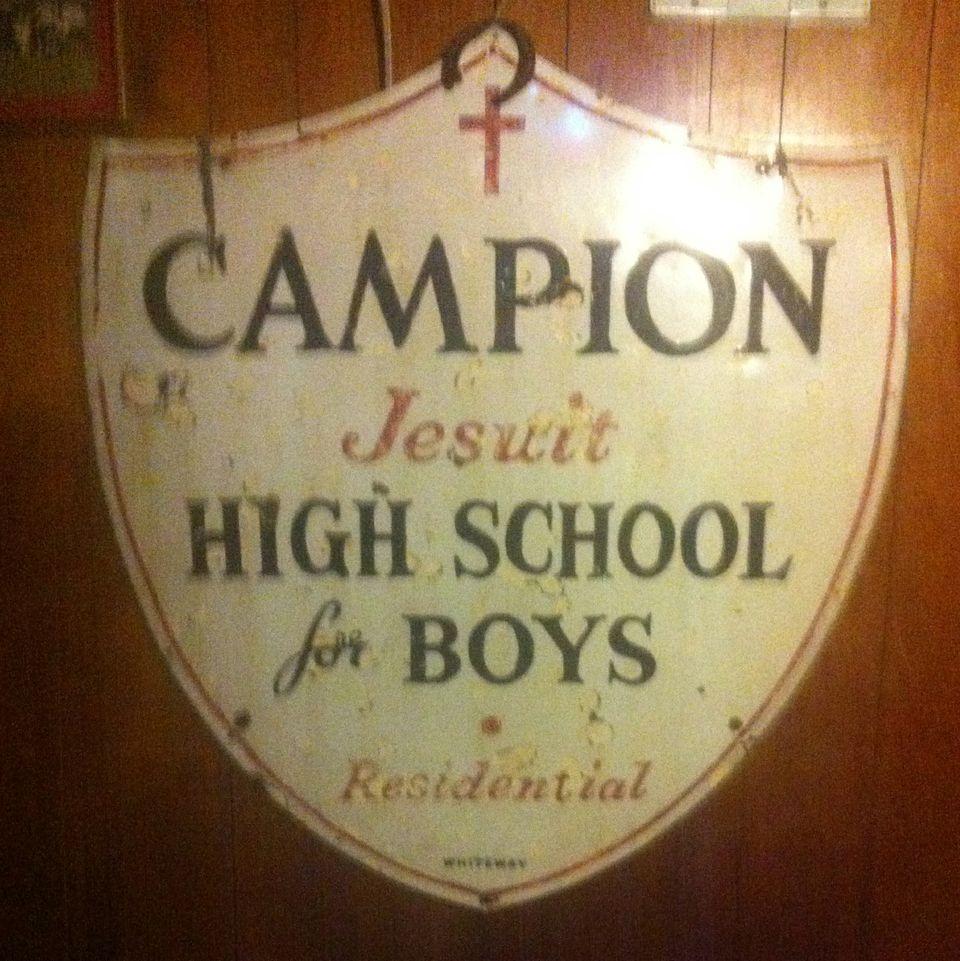 CAMPION
Jesuit
HIGH SCHOOL
for BOYS
Residential
WHITEWAY